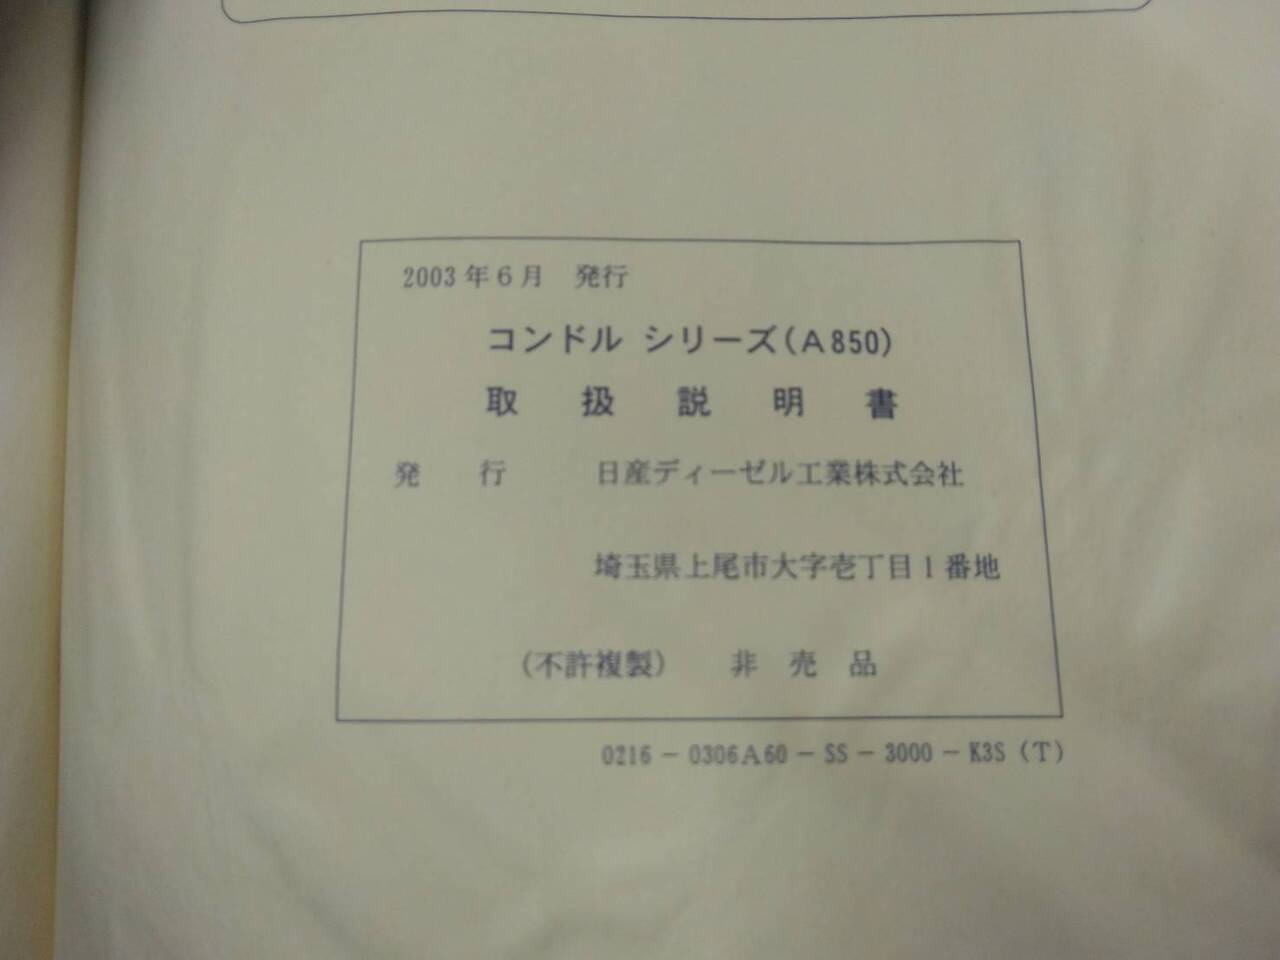 2003年6月 発行
コンドル シリーズ(A850)
取扱説明書
発行 日産ディーゼル工業株式会社
埼玉県上尾市大字壱丁目1番地
(不許複製) 非売品
0216-0306A60-SS-3000-K3S(T)